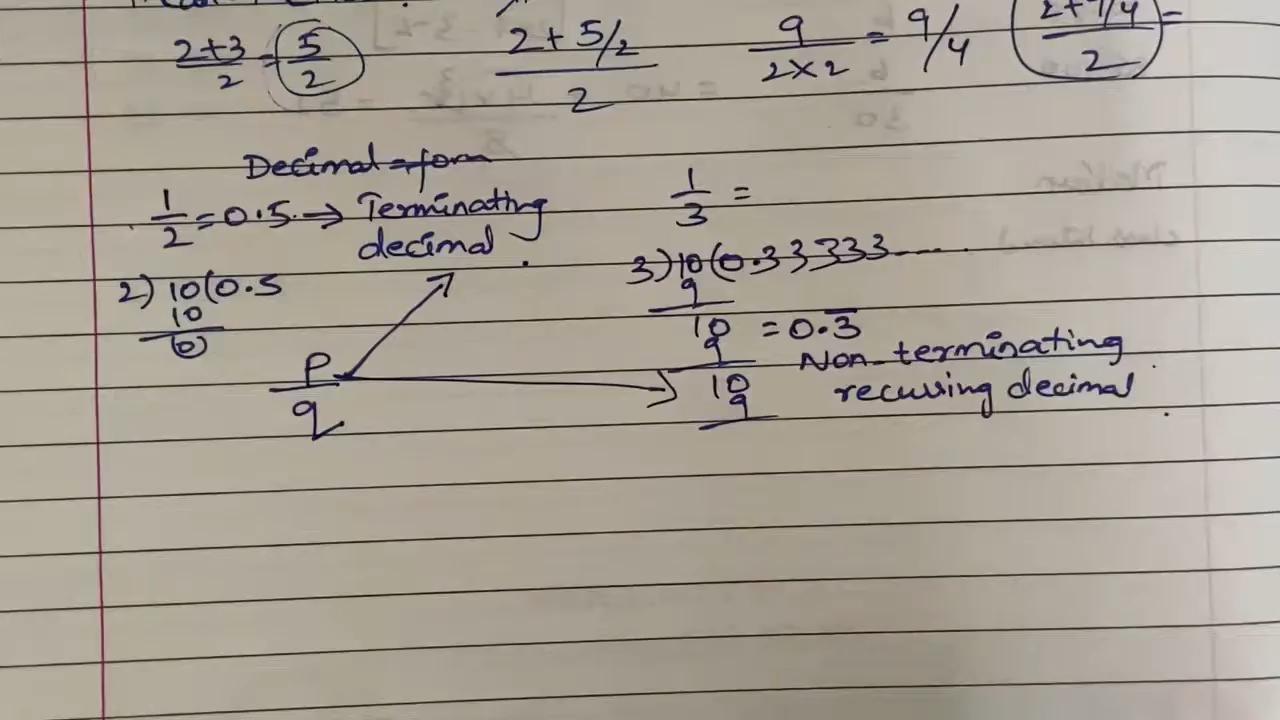 2+3/2 = 5/2
2+5/2/2
9/2×2 = 9/4
2+9/4/2 =
Decimal form
1/2 = 0.5 → Terminating
decimal
2) 10 (0.5
10
0
p/q
1/3 =
3) 10 (0.33333.....
9
10 = 0.3̅
9
10
9
Non-terminating
recuring decimal